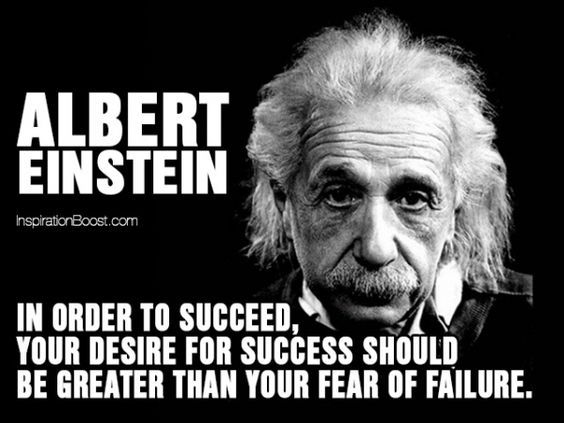 ALBERT
EINSTEIN
InspirationBoost.com
IN ORDER TO SUCCEED,
YOUR DESIRE FOR SUCCESS SHOULD
BE GREATER THAN YOUR FEAR OF FAILURE.